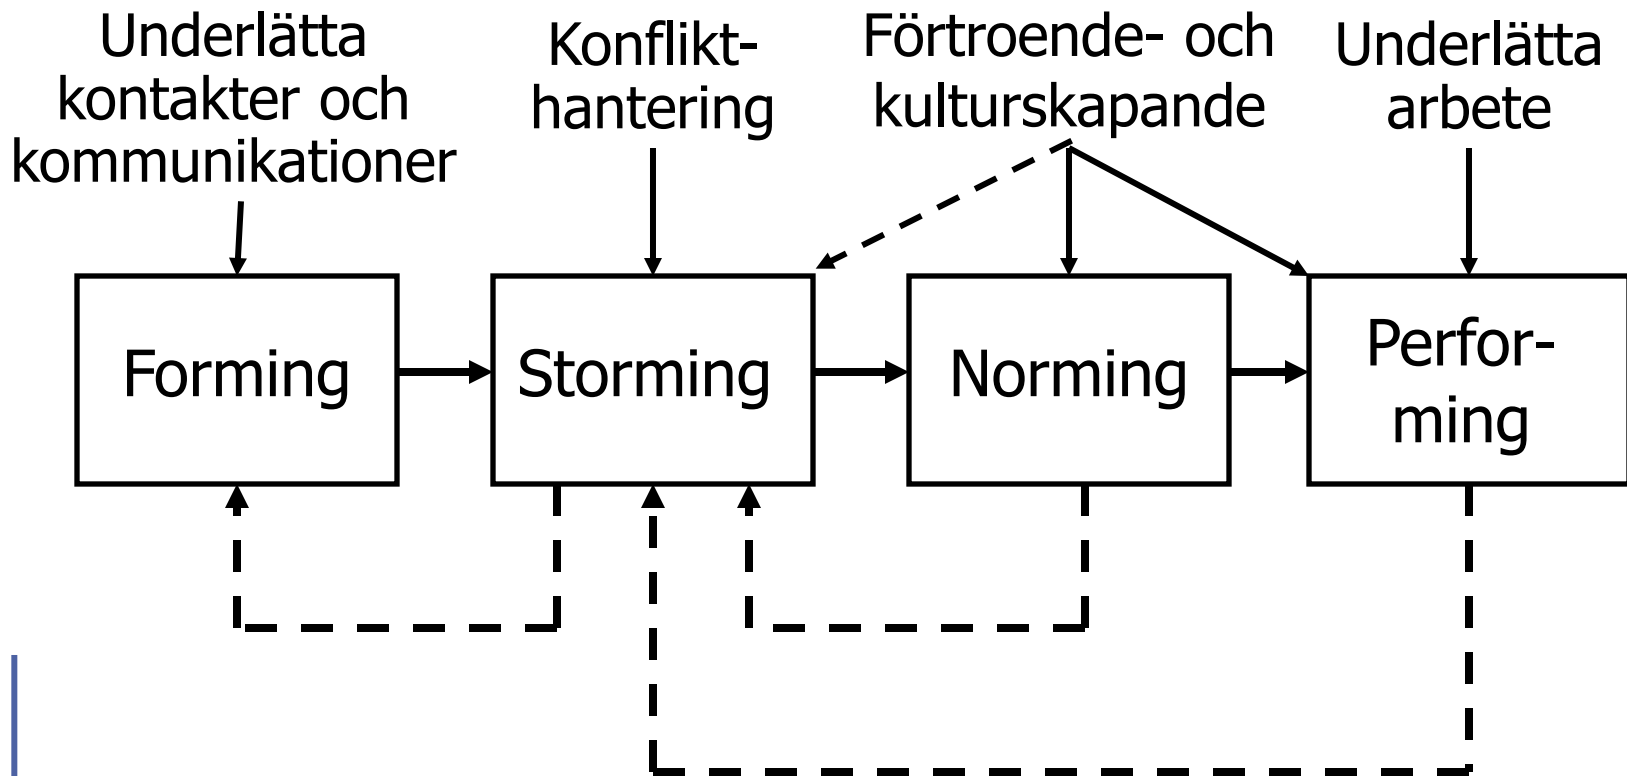 Underlätta
kontakter och
kommunikationer
Konflikt-
hantering
Förtroende- och
kulturskapande
Underlätta
arbete
Forming
Storming
Norming
Perfor-
ming